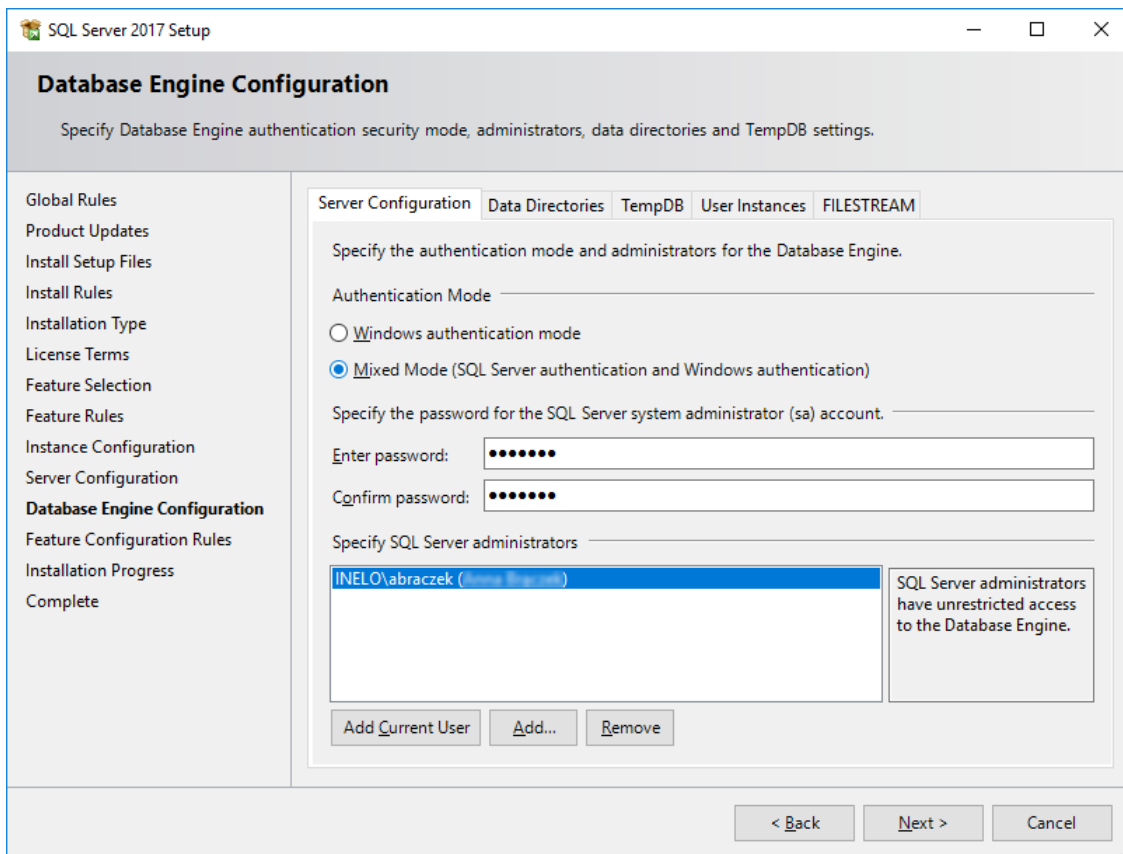 SQL Server 2017 Setup
Database Engine Configuration
Specify Database Engine authentication security mode, administrators, data directories and TempDB settings.
Global Rules
Product Updates
Install Setup Files
Install Rules
Installation Type
License Terms
Feature Selection
Feature Rules
Instance Configuration
Server Configuration
Database Engine Configuration
Feature Configuration Rules
Installation Progress
Complete
Server Configuration Data Directories TempDB User Instances FILESTREAM
Specify the authentication mode and administrators for the Database Engine.
Authentication Mode
Windows authentication mode
Mixed Mode (SQL Server authentication and Windows authentication)
Specify the password for the SQL Server system administrator (sa) account.
Enter password: •••••••
Confirm password: •••••••
Specify SQL Server administrators
INELO\abraczek ( )
SQL Server administrators
have unrestricted access
to the Database Engine.
Add Current User Add... Remove
< Back Next > Cancel